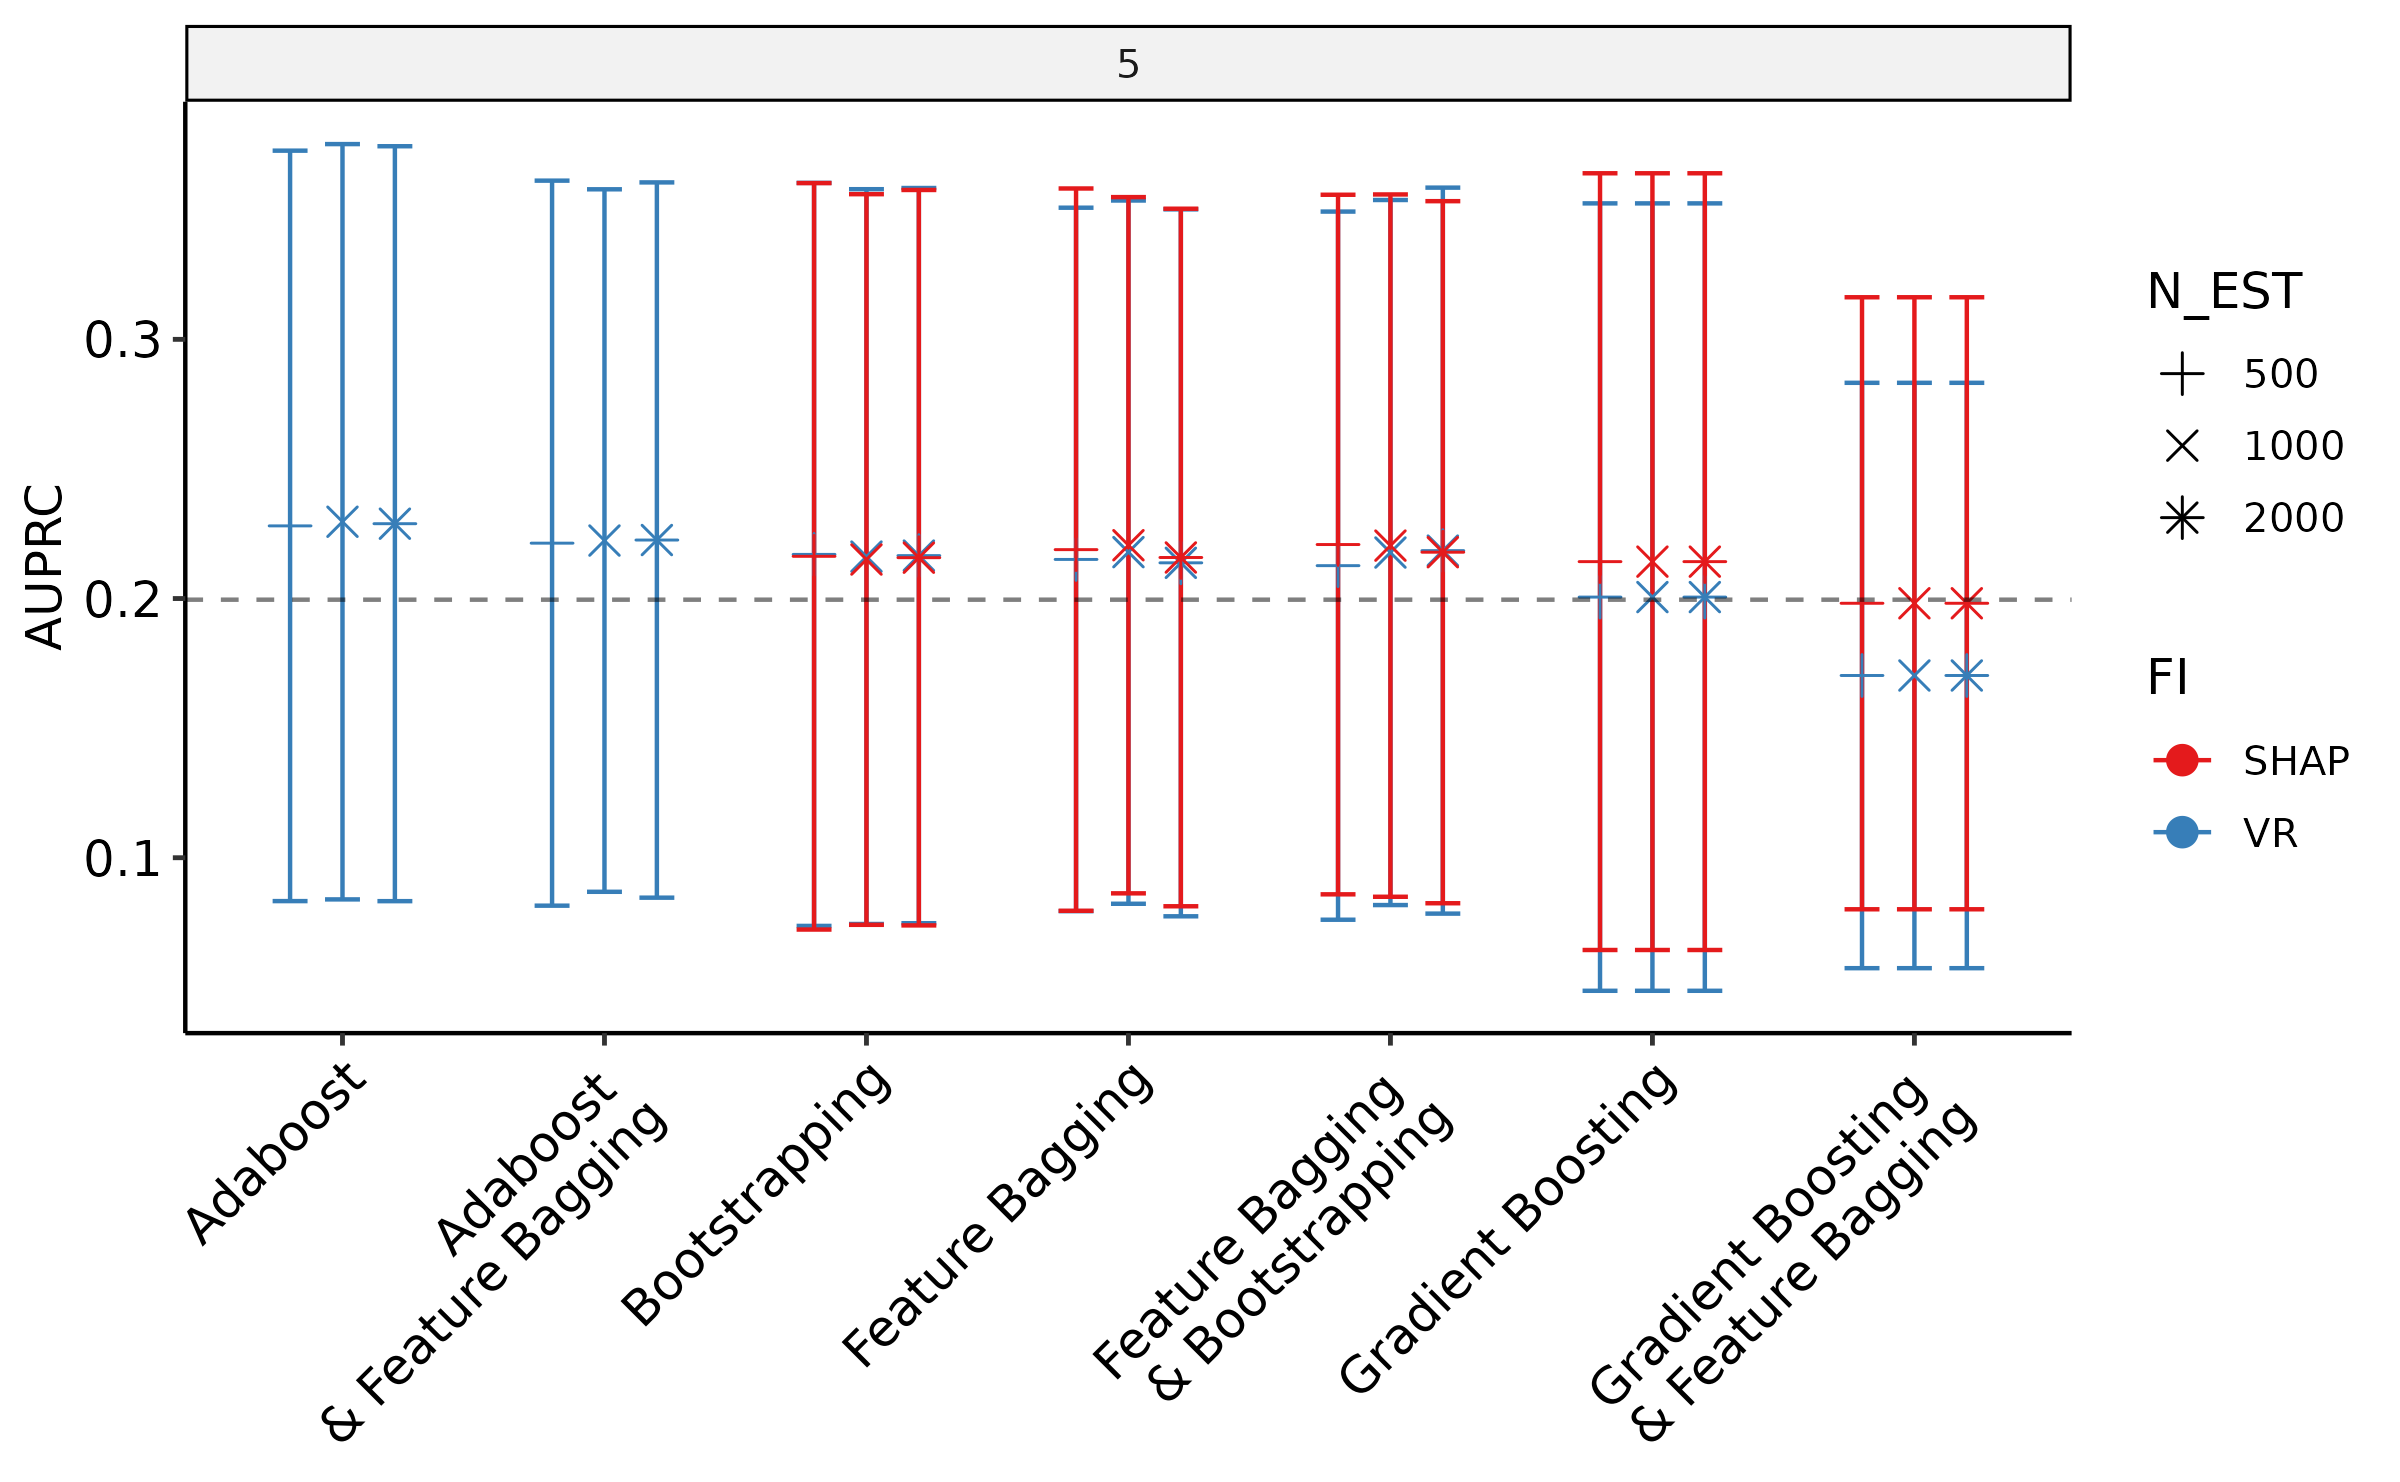 5
AUPRC
0.3
0.2
0.1
Adaboost
Adaboost
& Feature Bagging
Bootstrapping
Feature Bagging
Feature Bagging
& Bootstrapping
Gradient Boosting
Gradient Boosting
& Feature Bagging
N_EST
500
1000
2000
FI
SHAP
VR